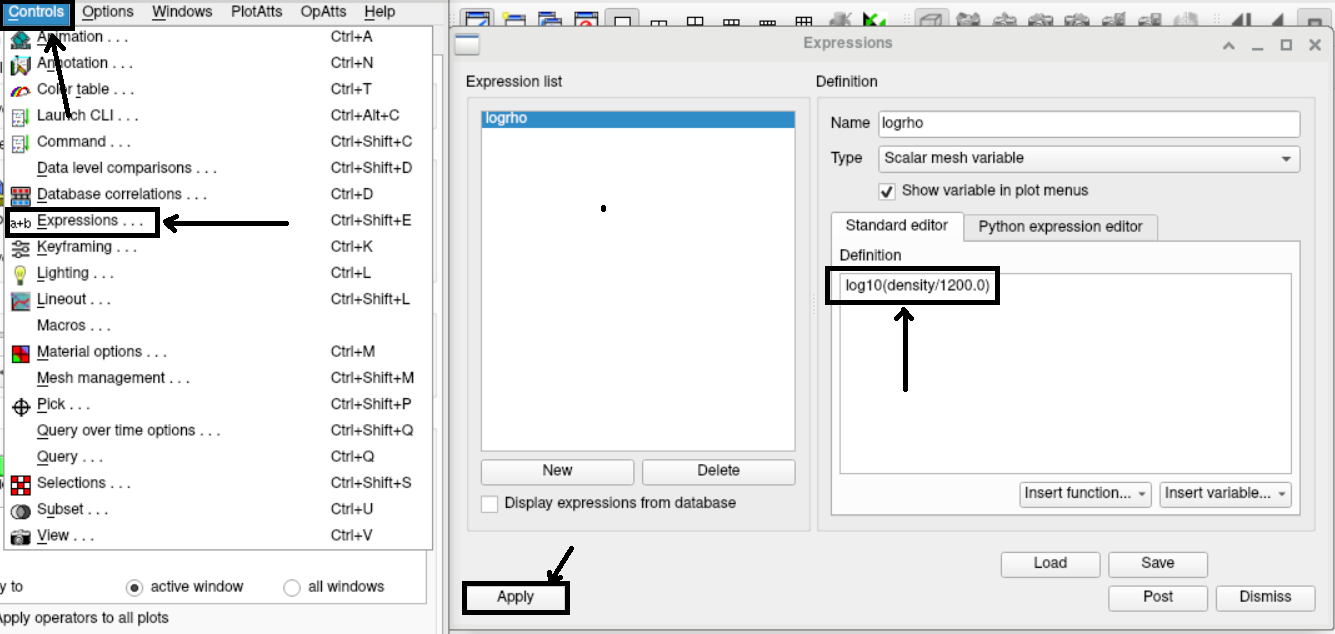 Controls Options Windows PlotAtts OpAtts Help
Animation . . . Ctrl+A
Annotation . . . Ctrl+N
Color table . . . Ctrl+T
Launch CLI . . . Ctrl+Alt+C
Command . . . Ctrl+Shift+C
Data level comparisons . . . Ctrl+Shift+D
Database correlations . . . Ctrl+D
a+b Expressions . . . Ctrl+Shift+E
Keyframing . . . Ctrl+K
Lighting . . . Ctrl+L
Lineout . . . Ctrl+Shift+L
Macros . . .
Material options . . . Ctrl+M
Mesh management . . . Ctrl+Shift+M
Pick . . . Ctrl+Shift+P
Query over time options . . . Ctrl+Shift+Q
Query . . . Ctrl+Q
Selections . . . Ctrl+Shift+S
Subset . . . Ctrl+U
View . . . Ctrl+V
y to active window all windows
pply operators to all plots
Expressions
Expression list
logrho
New Delete
Display expressions from database
Definition
Name logrho
Type Scalar mesh variable
Show variable in plot menus
Standard editor Python expression editor
Definition
log10(density/1200.0)
Insert function... Insert variable...
Load Save
Apply Post Dismiss